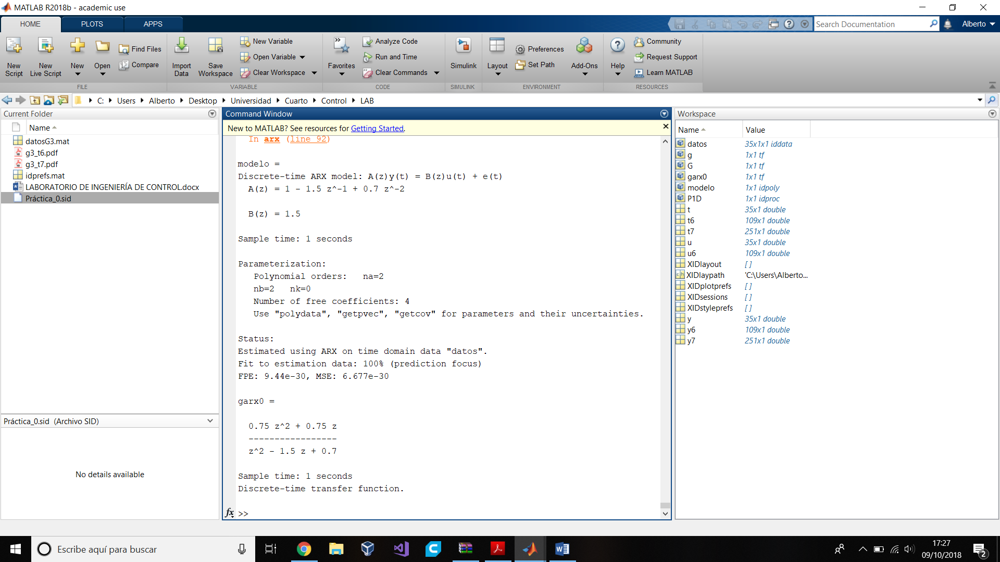 MATLAB R2018b - academic use
HOME PLOTS APPS
Search Documentation
Alberto
New Script
New Live Script
New
Open
Find Files
Compare
FILE
Import Data
Save Workspace
New Variable
Open Variable
Clear Workspace
VARIABLE
Favorites
Analyze Code
Run and Time
Clear Commands
CODE
Simulink
SIMULINK
Layout
Preferences
Set Path
Add-Ons
ENVIRONMENT
Help
Community
Request Support
Learn MATLAB
RESOURCES
C: Users Alberto Desktop Universidad Cuarto Control LAB
Current Folder
Name
datosG3.mat
g3_t6.pdf
g3_t7.pdf
idprefs.mat
LABORATORIO DE INGENIERÍA DE CONTROL.docx
Práctica_0.sid
Práctica_0.sid (Archivo SID)
No details available
Command Window
New to MATLAB? See resources for Getting Started.
In arx (line 92)
modelo =
Discrete-time ARX model: A(z)y(t) = B(z)u(t) + e(t)
A(z) = 1 - 1.5 z^-1 + 0.7 z^-2
B(z) = 1.5
Sample time: 1 seconds
Parameterization:
Polynomial orders: na=2
nb=2 nk=0
Number of free coefficients: 4
Use "polydata", "getpvec", "getcov" for parameters and their uncertainties.
Status:
Estimated using ARX on time domain data "datos".
Fit to estimation data: 100% (prediction focus)
FPE: 9.44e-30, MSE: 6.677e-30
garx0 =
0.75 z^2 + 0.75 z
-----------------
z^2 - 1.5 z + 0.7
Sample time: 1 seconds
Discrete-time transfer function.
fx >>
Workspace
Name Value
datos 35x1x1 iddata
g 1x1 tf
G 1x1 tf
garx0 1x1 tf
modelo 1x1 idpoly
P1D 1x1 idproc
t 35x1 double
t6 109x1 double
t7 251x1 double
u 35x1 double
u6 109x1 double
XIDlayout []
XIDlaypath 'C:\Users\Alberto...
XIDplotprefs []
XIDsessions []
XIDstyleprefs []
y 35x1 double
y6 109x1 double
y7 251x1 double
Escribe aquí para buscar
17:27
09/10/2018
2